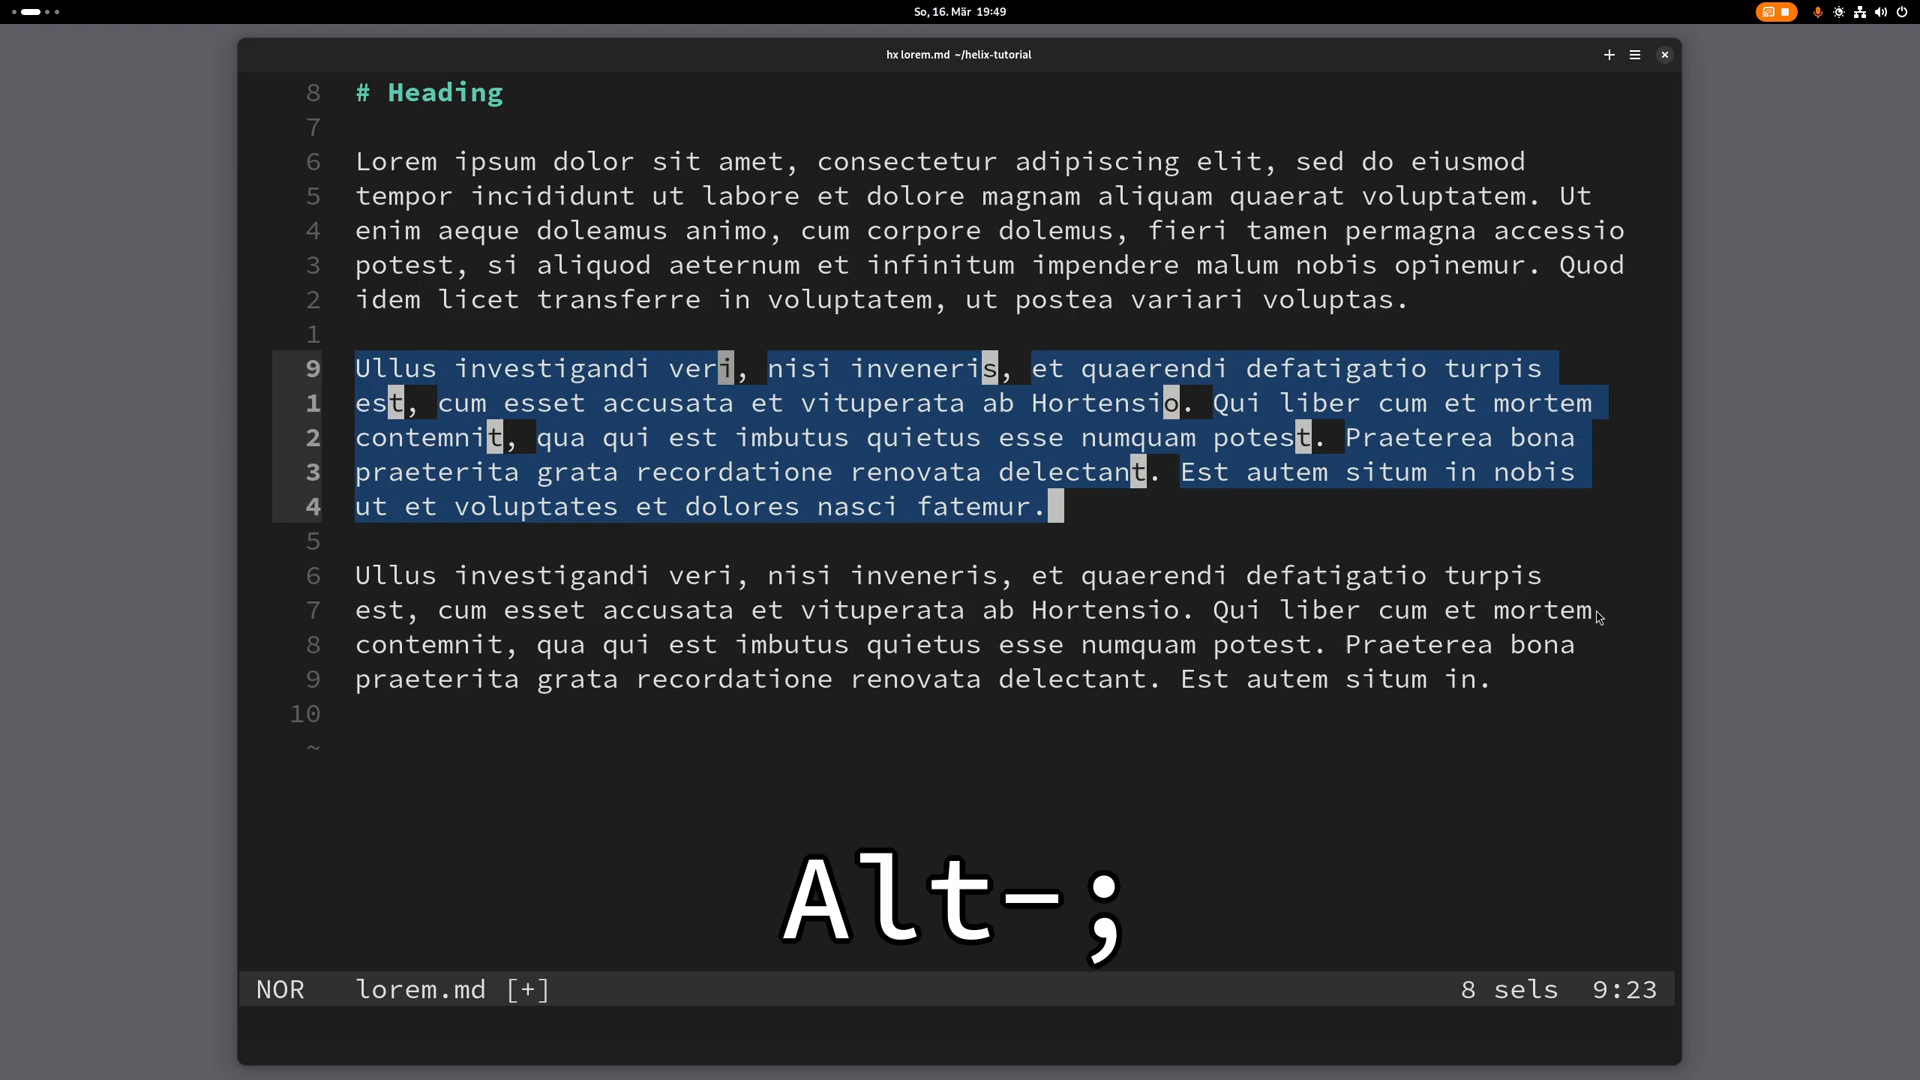 So, 16. Mär 19:49
hx lorem.md ~/helix-tutorial
8 # Heading
7
6 Lorem ipsum dolor sit amet, consectetur adipiscing elit, sed do eiusmod
5 tempor incididunt ut labore et dolore magnam aliquam quaerat voluptatem. Ut
4 enim aeque doleamus animo, cum corpore dolemus, fieri tamen permagna accessio
3 potest, si aliquod aeternum et infinitum impendere malum nobis opinemur. Quod
2 idem licet transferre in voluptatem, ut postea variari voluptas.
1
9 Ullus investigandi veri, nisi inveneris, et quaerendi defatigatio turpis
1 est, cum esset accusata et vituperata ab Hortensio. Qui liber cum et mortem
2 contemnit, qua qui est imbutus quietus esse numquam potest. Praeterea bona
3 praeterita grata recordatione renovata delectant. Est autem situm in nobis
4 ut et voluptates et dolores nasci fatemur.
5
6 Ullus investigandi veri, nisi inveneris, et quaerendi defatigatio turpis
7 est, cum esset accusata et vituperata ab Hortensio. Qui liber cum et mortem
8 contemnit, qua qui est imbutus quietus esse numquam potest. Praeterea bona
9 praeterita grata recordatione renovata delectant. Est autem situm in.
10
~
Alt-;
NOR lorem.md [+] 8 sels 9:23